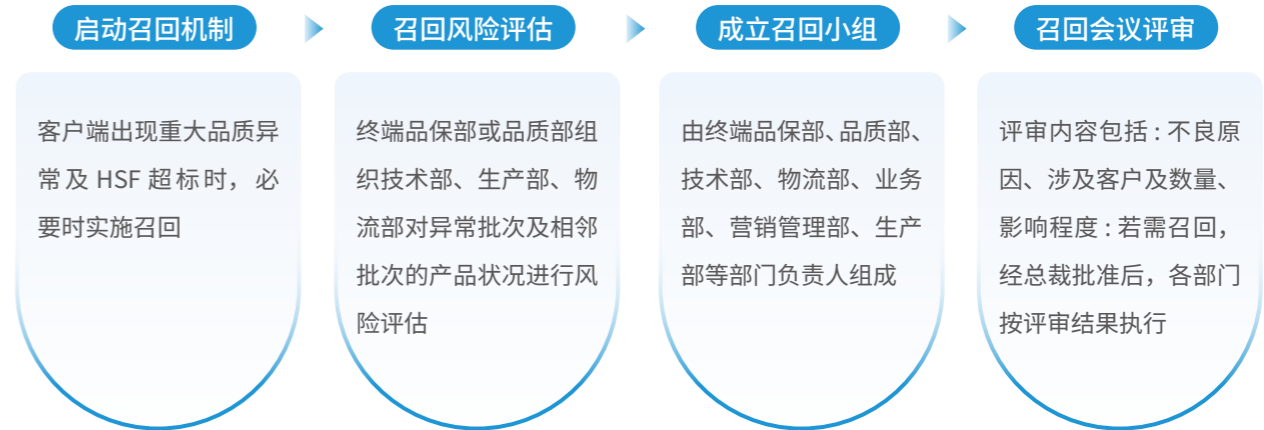 启动召回机制
客户端出现重大品质异
常及 HSF 超标时，必
要时实施召回
召回风险评估
终端品保部或品质部组
织技术部、生产部、物
流部对异常批次及相邻
批次的产品状况进行风
险评估
成立召回小组
由终端品保部、品质部、
技术部、物流部、业务
部、营销管理部、生产
部等部门负责人组成
召回会议评审
评审内容包括：不良原
因、涉及客户及数量、
影响程度：若需召回，
经总裁批准后，各部门
按评审结果执行